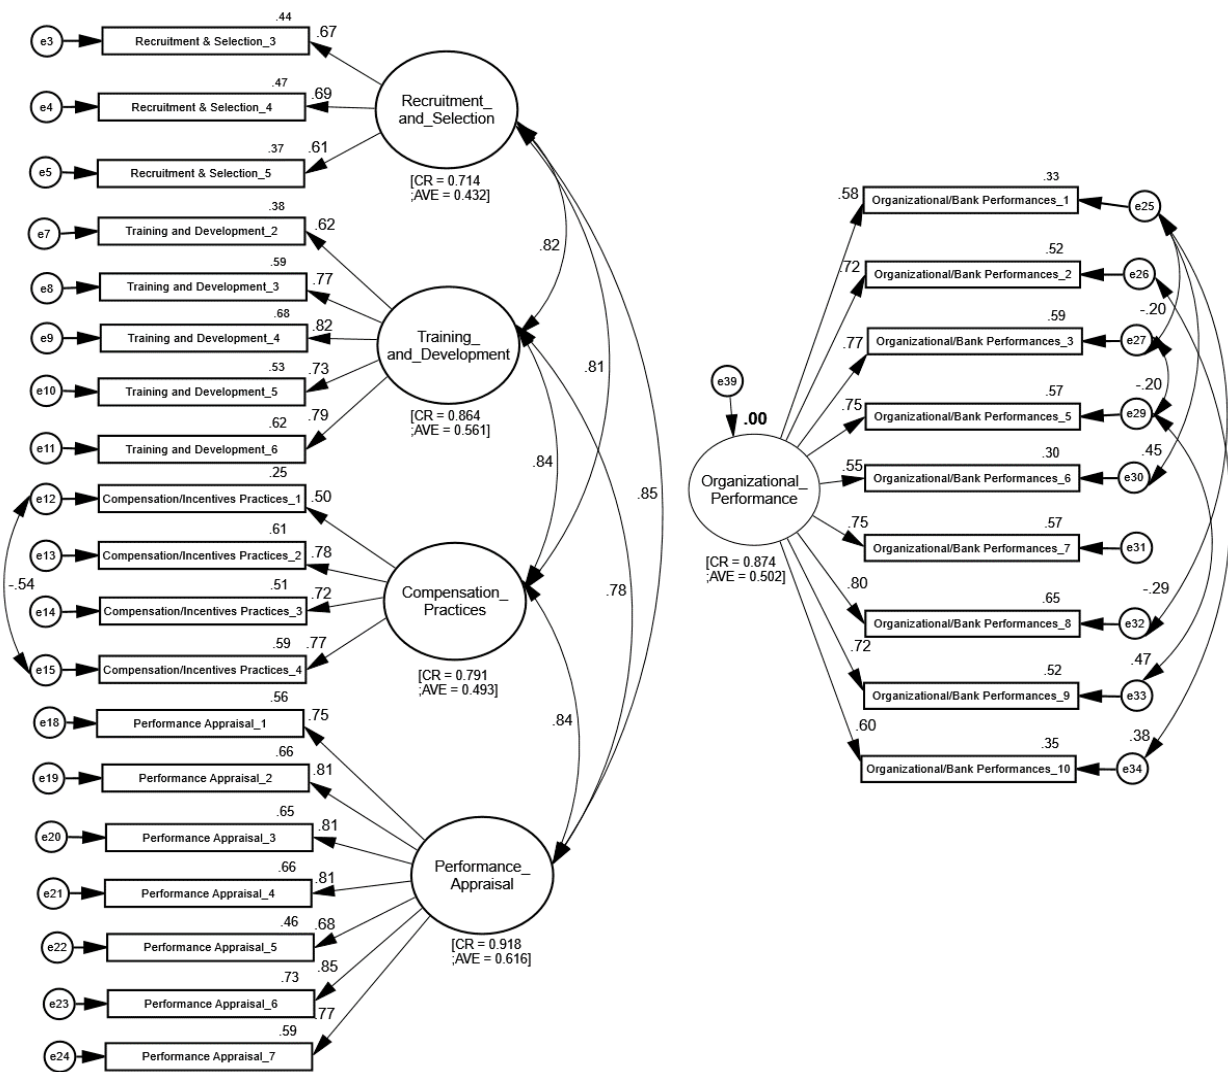 .44
e3
Recruitment & Selection_3
.67
.47
e4
Recruitment & Selection_4
.69
.37
e5
Recruitment & Selection_5
.61
Recruitment_
and_Selection
[CR = 0.714
;AVE = 0.432]
.38
e7
Training and Development_2
.62
.59
e8
Training and Development_3
.77
.68
e9
Training and Development_4
.82
.53
e10
Training and Development_5
.73
.62
e11
Training and Development_6
.79
Training_
and_Development
[CR = 0.864
;AVE = 0.561]
.25
e12
Compensation/Incentives Practices_1
.50
.61
e13
Compensation/Incentives Practices_2
.78
-.54
.51
e14
Compensation/Incentives Practices_3
.72
.59
e15
Compensation/Incentives Practices_4
.77
Compensation_
Practices
[CR = 0.791
;AVE = 0.493]
.56
e18
Performance Appraisal_1
.75
.66
e19
Performance Appraisal_2
.81
.65
e20
Performance Appraisal_3
.81
.66
e21
Performance Appraisal_4
.81
.46
e22
Performance Appraisal_5
.68
.73
e23
Performance Appraisal_6
.85
.59
e24
Performance Appraisal_7
.77
Performance_
Appraisal
[CR = 0.918
;AVE = 0.616]
.82
.81
.84
.85
.78
.84
e39
.00
Organizational_
Performance
[CR = 0.874
;AVE = 0.502]
.58
.33
Organizational/Bank Performances_1
e25
.72
.52
Organizational/Bank Performances_2
e26
-.20
.77
.59
Organizational/Bank Performances_3
e27
-.20
.75
.57
Organizational/Bank Performances_5
e29
.45
.55
.30
Organizational/Bank Performances_6
e30
.75
.57
Organizational/Bank Performances_7
e31
-.29
.80
.65
Organizational/Bank Performances_8
e32
.47
.72
.52
Organizational/Bank Performances_9
e33
.38
.60
.35
Organizational/Bank Performances_10
e34